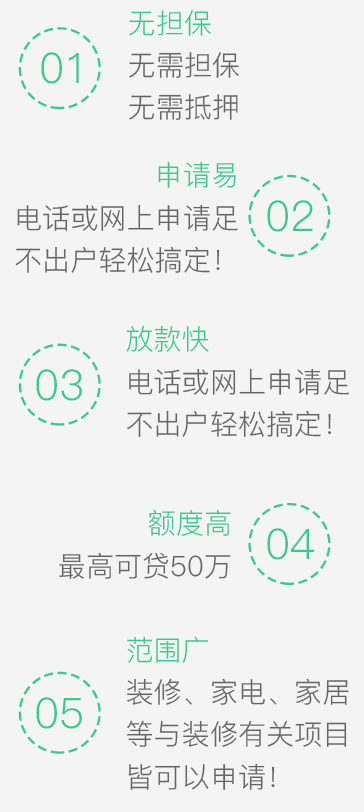 01
无担保
无需担保
无需抵押
02
申请易
电话或网上申请足
不出户轻松搞定！
03
放款快
电话或网上申请足
不出户轻松搞定！
04
额度高
最高可贷50万
05
范围广
装修、家电、家居
等与装修有关项目
皆可以申请！